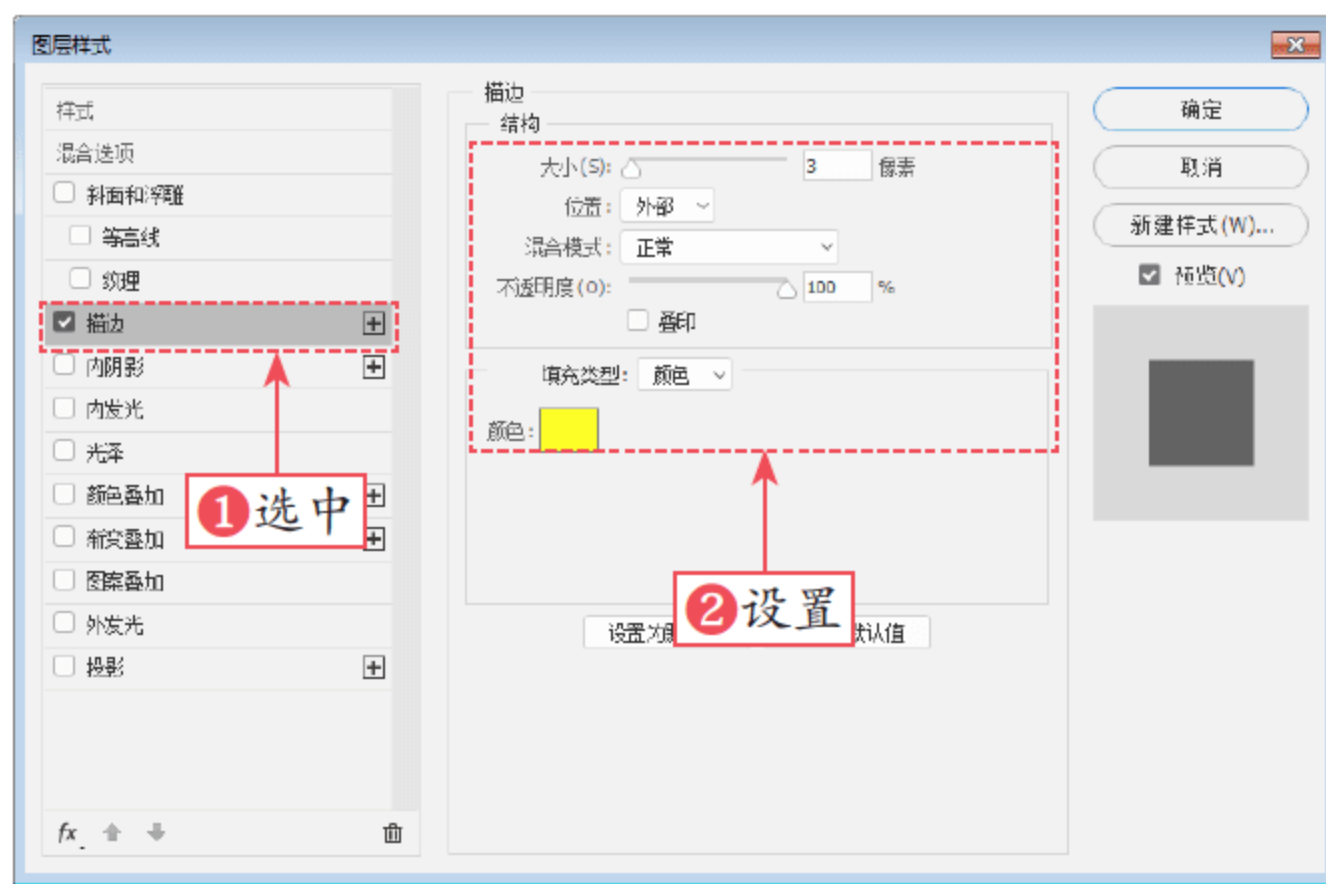 图层样式
样式
混合选项
斜面和浮雕
等高线
纹理
描边
内阴影
内发光
光泽
颜色叠加
渐变叠加
图案叠加
外发光
投影
fx
❶选中
描边
结构
大小(S): 3 像素
位置: 外部
混合模式: 正常
不透明度(O): 100 %
叠印
填充类型: 颜色
颜色:
❷设置
设置为 认值
确定
取消
新建样式(W)...
预览(V)